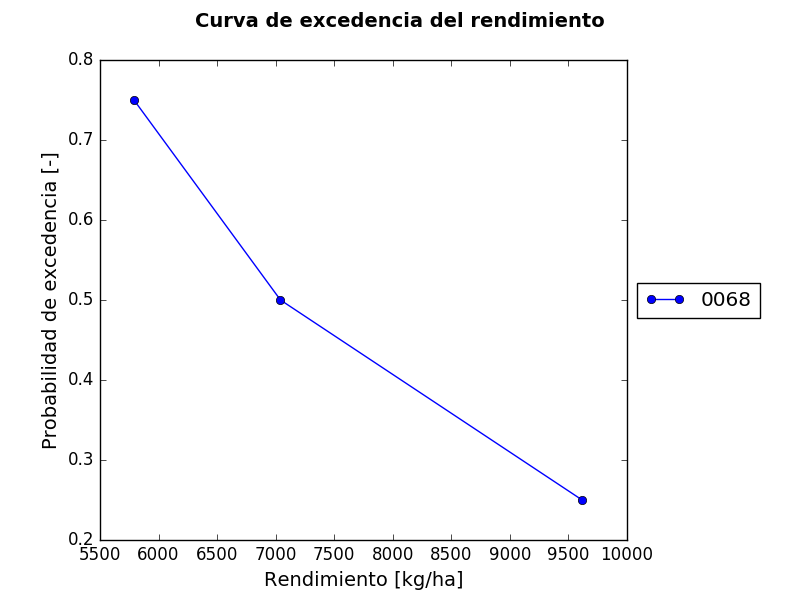 Curva de excedencia del rendimiento
0.8
0.7
0.6
0.5
0.4
0.3
0.2
Probabilidad de excedencia [-]
5500 6000 6500 7000 7500 8000 8500 9000 9500 10000
Rendimiento [kg/ha]
0068